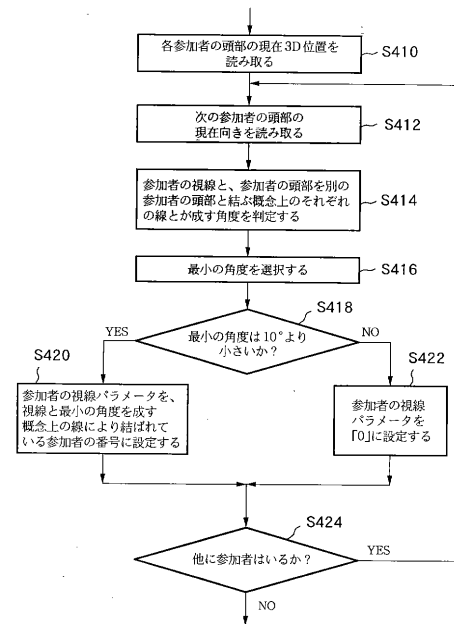 各参加者の頭部の現在3D位置を
読み取る
S410
次の参加者の頭部の
現在向きを読み取る
S412
参加者の視線と、参加者の頭部を別の
参加者の頭部と結ぶ概念上のそれぞれ
の線とが成す角度を判定する
S414
最小の角度を選択する
S416
S418
最小の角度は10°より
小さいか?
YES
NO
S420
参加者の視線パラメータを、
視線と最小の角度を成す
概念上の線により結ばれて
いる参加者の番号に設定する
S422
参加者の視線
パラメータを
「0」に設定する
S424
他に参加者はいるか?
YES
NO